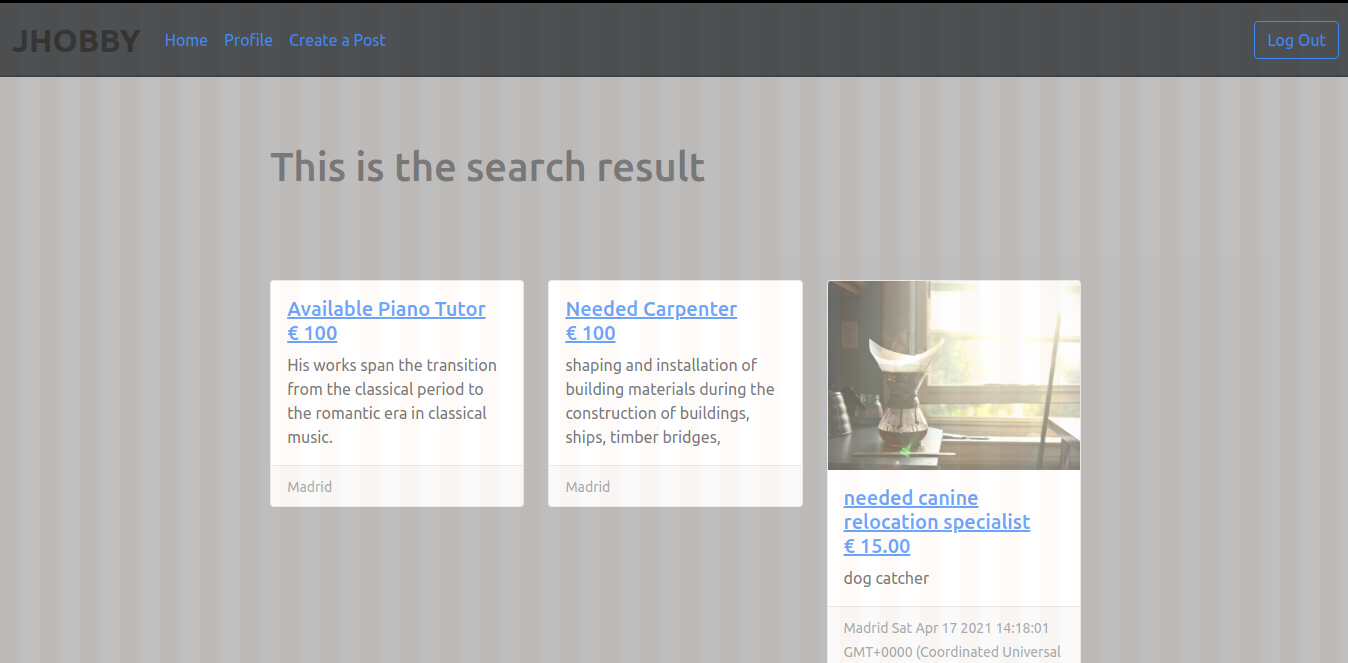 JHOBBY Home Profile Create a Post Log Out
This is the search result
Available Piano Tutor
€ 100
His works span the transition
from the classical period to
the romantic era in classical
music.
Madrid
Needed Carpenter
€ 100
shaping and installation of
building materials during the
construction of buildings,
ships, timber bridges,
Madrid
needed canine
relocation specialist
€ 15.00
dog catcher
Madrid Sat Apr 17 2021 14:18:01
GMT+0000 (Coordinated Universal